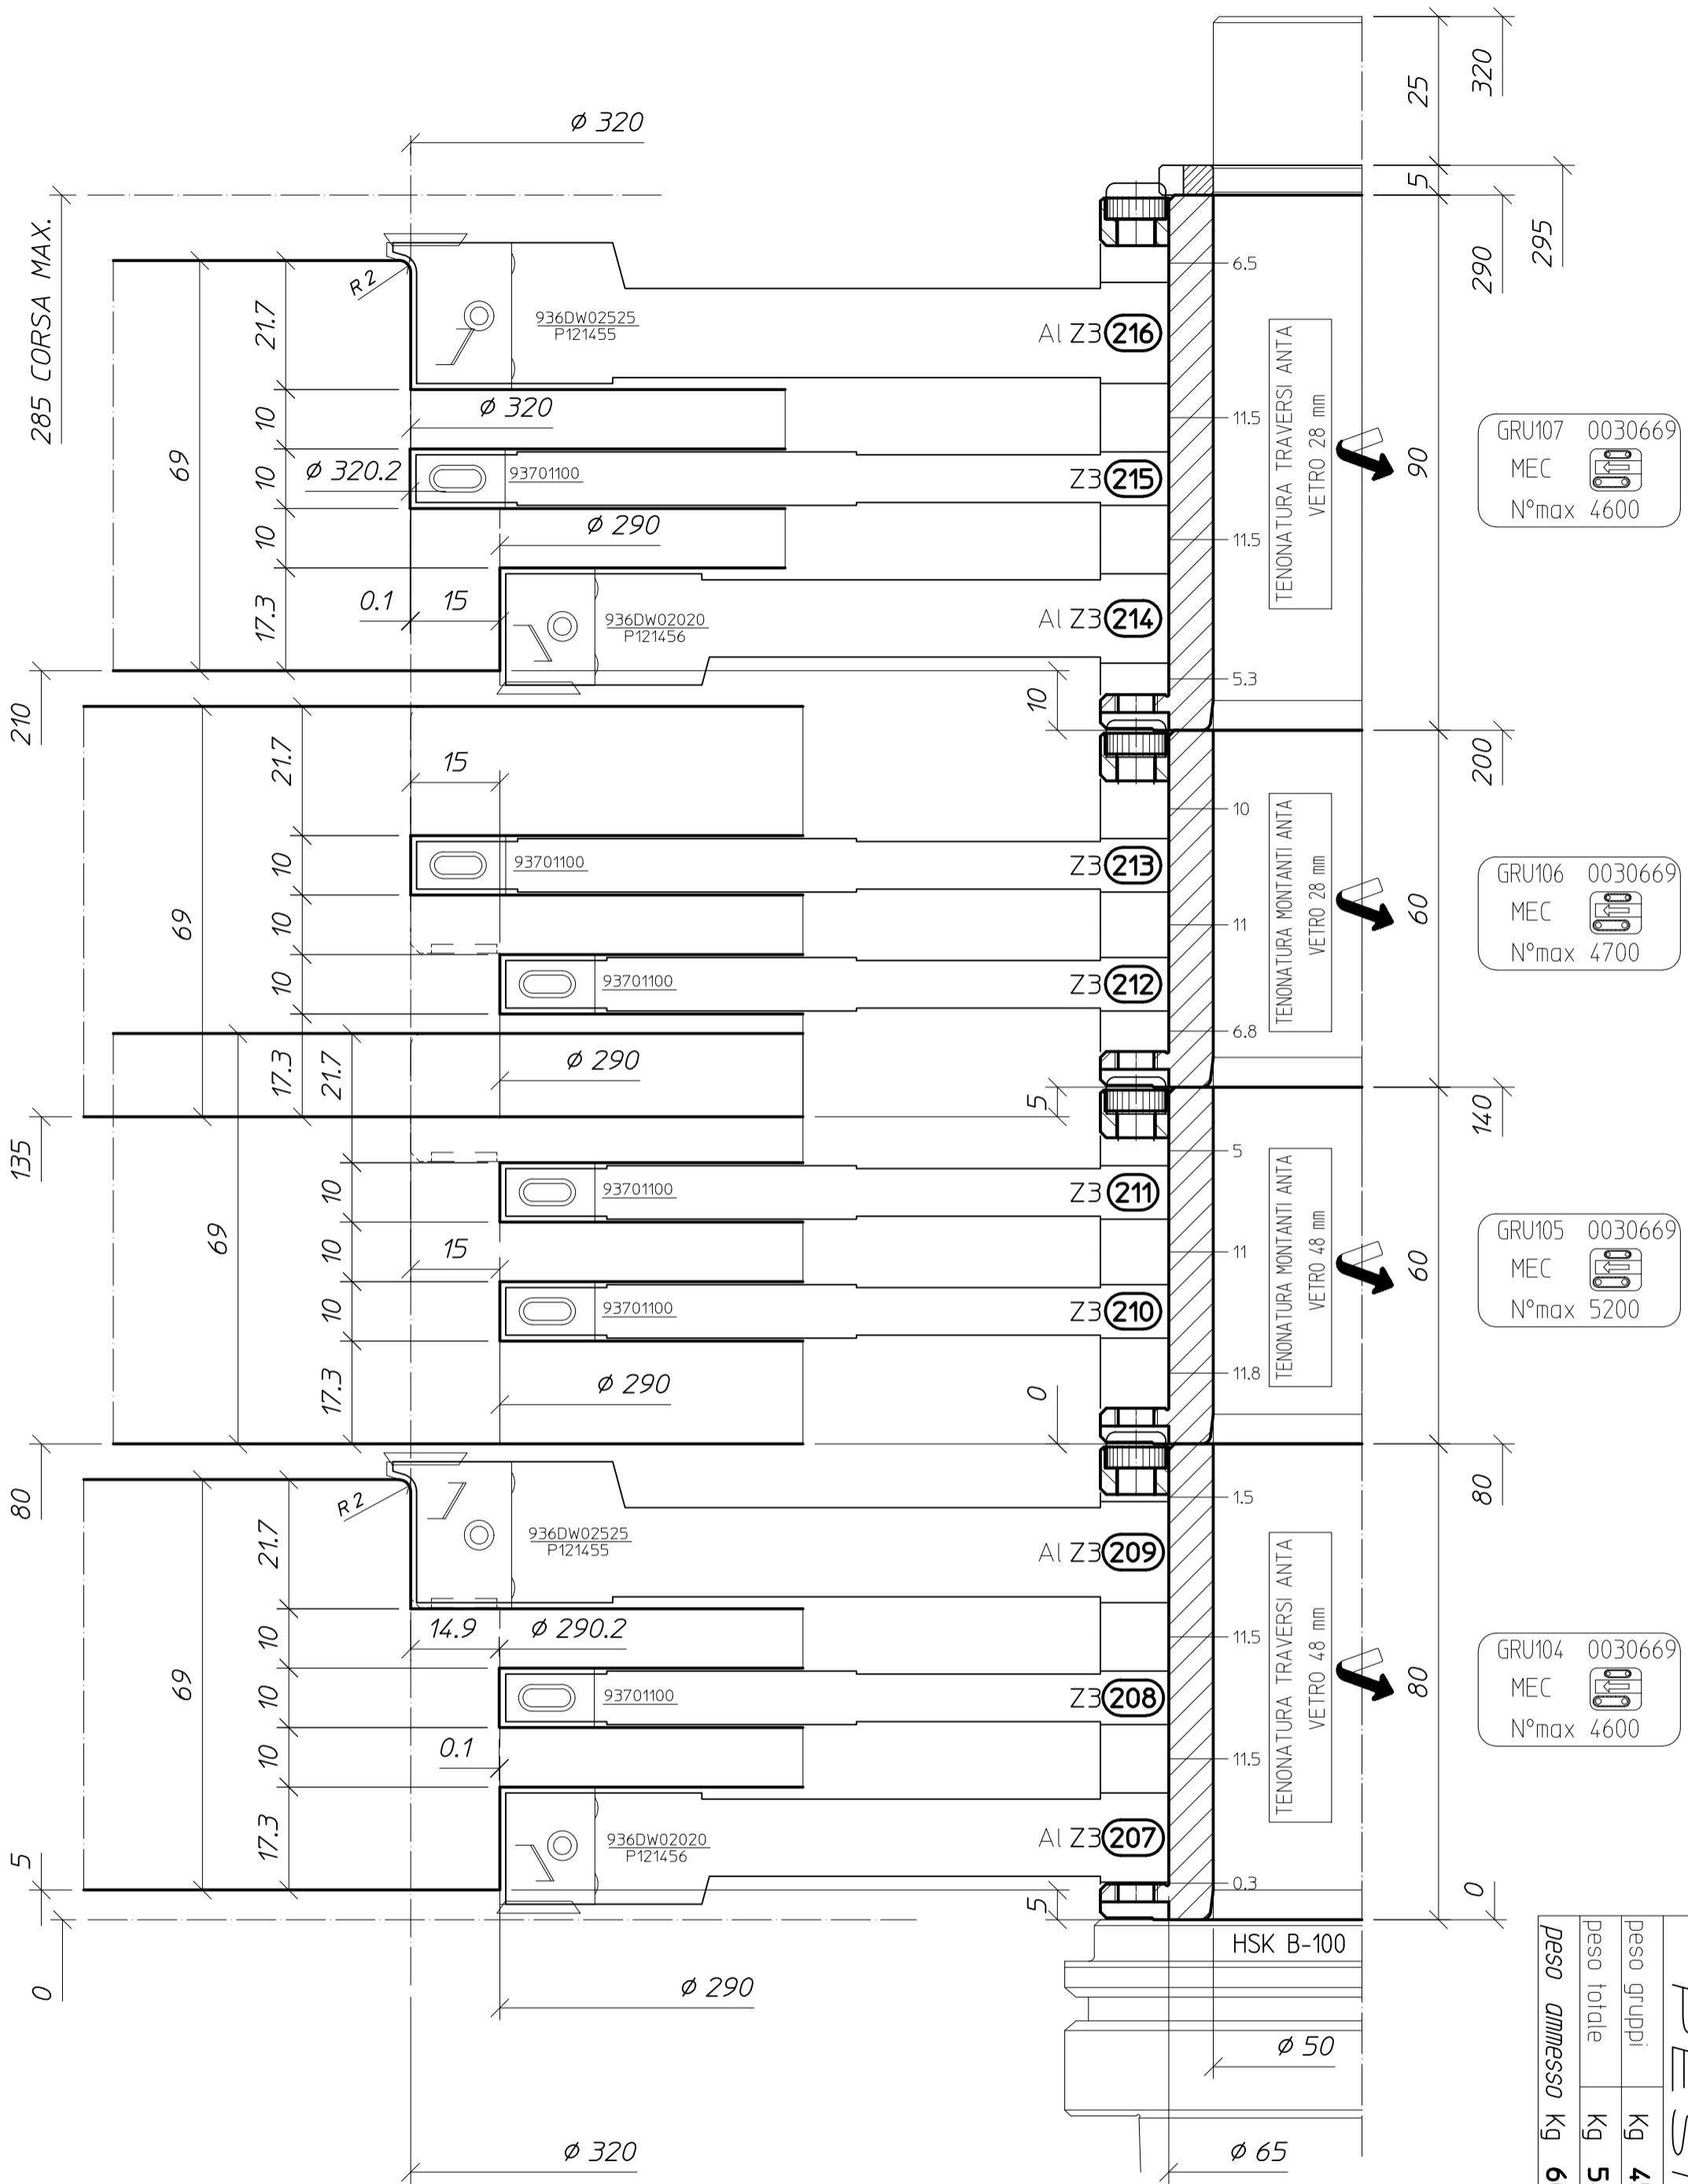 320
25
Ø 320
5
295
290
285 CORSA MAX.
R 2
6.5
21.7
936DW02525
P121455
Al Z3 216
TENONATURA TRAVERSI ANTA
VETRO 28 mm
10
Ø 320
11.5
69
10
Ø 320.2
93701100
Z3 215
90
GRU107 0030669
MEC
N°max 4600
10
Ø 290
11.5
17.3
0.1
15
936DW02020
P121456
Al Z3 214
210
10
5.3
21.7
15
200
10
TENONATURA MONTANTI ANTA
VETRO 28 mm
10
93701100
Z3 213
60
GRU106 0030669
MEC
N°max 4700
69
10
11
10
93701100
Z3 212
17.3
21.7
Ø 290
6.8
135
5
140
5
TENONATURA MONTANTI ANTA
VETRO 48 mm
10
93701100
Z3 211
69
10
15
11
60
GRU105 0030669
MEC
N°max 5200
10
93701100
Z3 210
17.3
Ø 290
0
11.8
80
R 2
1.5
80
21.7
936DW02525
P121455
Al Z3 209
TENONATURA TRAVERSI ANTA
VETRO 48 mm
10
14.9
Ø 290.2
11.5
69
10
93701100
Z3 208
80
GRU104 0030669
MEC
N°max 4600
10
0.1
11.5
17.3
936DW02020
P121456
Al Z3 207
5
0.3
5
0
0
HSK B-100
Ø 290
Ø 50
Ø 320
Ø 65
peso gruppi Kg
peso totale Kg
peso ammesso Kg